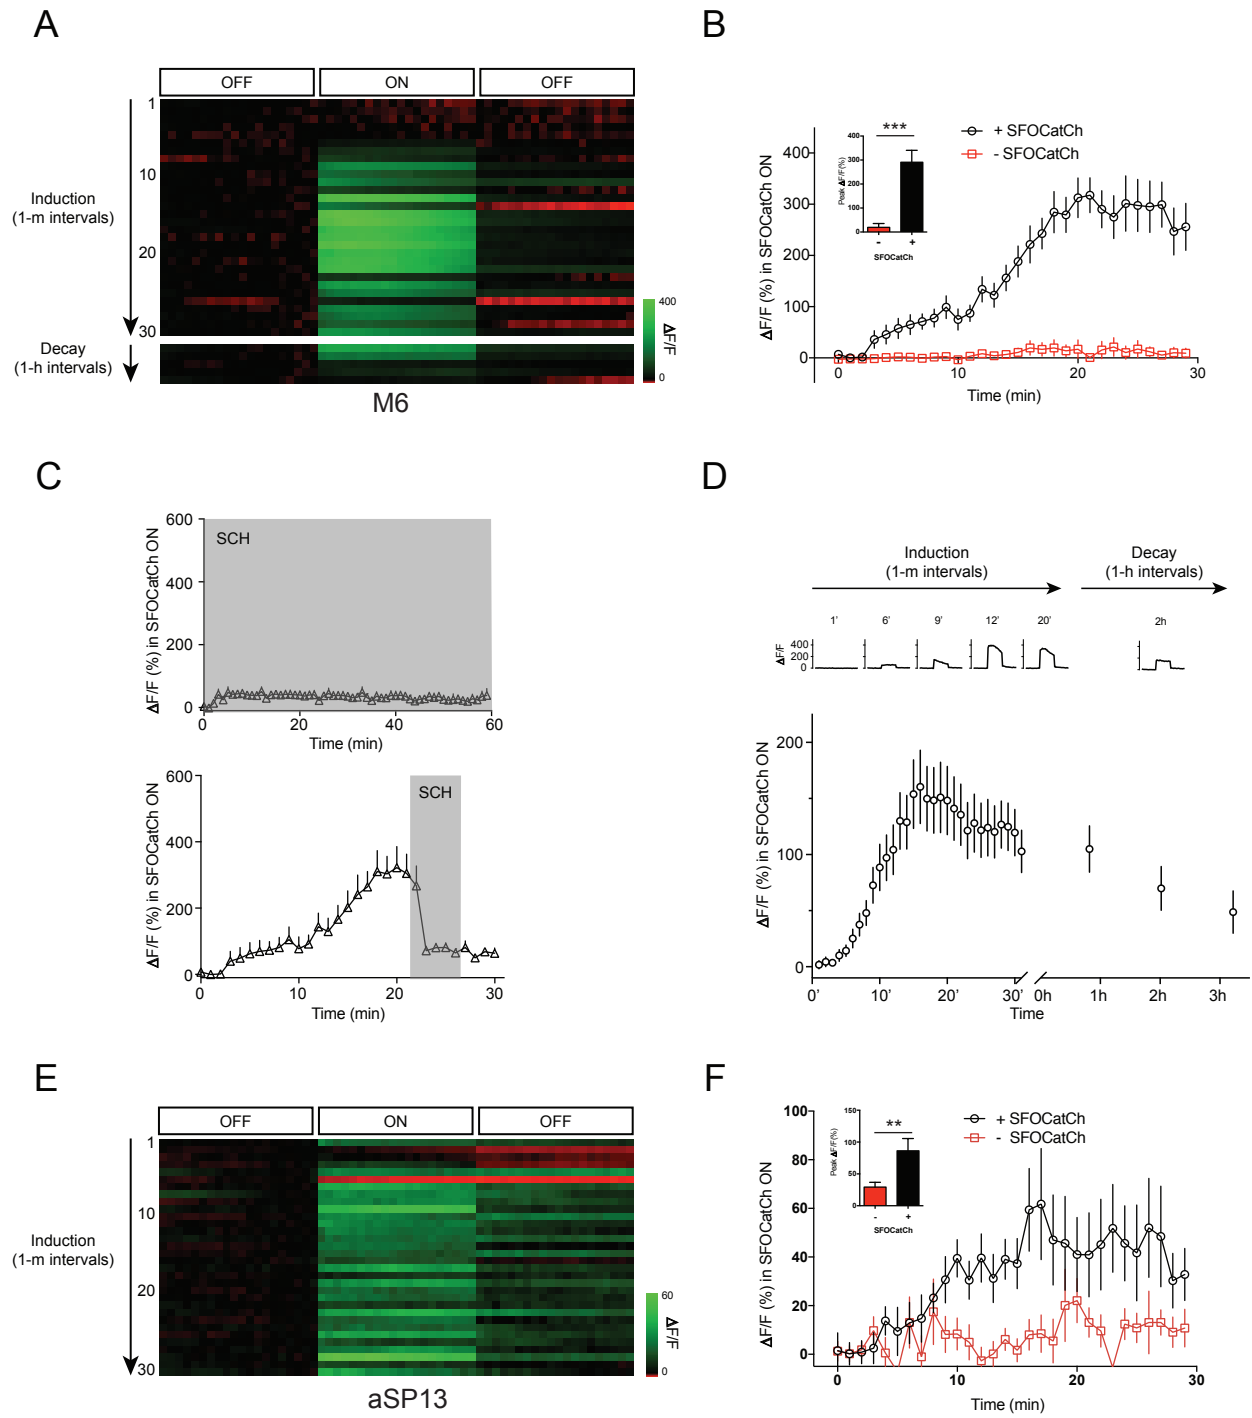 A
OFF ON OFF
1
10
20
30
Induction
(1-m intervals)
Decay
(1-h intervals)
400
0
ΔF/F
M6
B
ΔF/F (%) in SFOCatCh ON
400
300
200
100
0
0 10 20 30
Time (min)
+ SFOCatCh
- SFOCatCh
***
Peak ΔF/F(%)
400
300
200
100
0
- +
SFOCatCh
C
SCH
ΔF/F (%) in SFOCatCh ON
600
400
200
0
0 20 40 60
Time (min)
SCH
ΔF/F (%) in SFOCatCh ON
600
400
200
0
0 10 20 30
Time (min)
D
Induction
(1-m intervals)
Decay
(1-h intervals)
1' 6' 9' 12' 20' 2h
ΔF/F
400
200
0
ΔF/F (%) in SFOCatCh ON
200
100
0
0' 10' 20' 30' 0h 1h 2h 3h
Time
E
OFF ON OFF
1
10
20
30
Induction
(1-m intervals)
60
0
ΔF/F
aSP13
F
ΔF/F (%) in SFOCatCh ON
100
80
60
40
20
0
0 10 20 30
Time (min)
+ SFOCatCh
- SFOCatCh
**
Peak ΔF/F(%)
150
100
50
0
- +
SFOCatCh